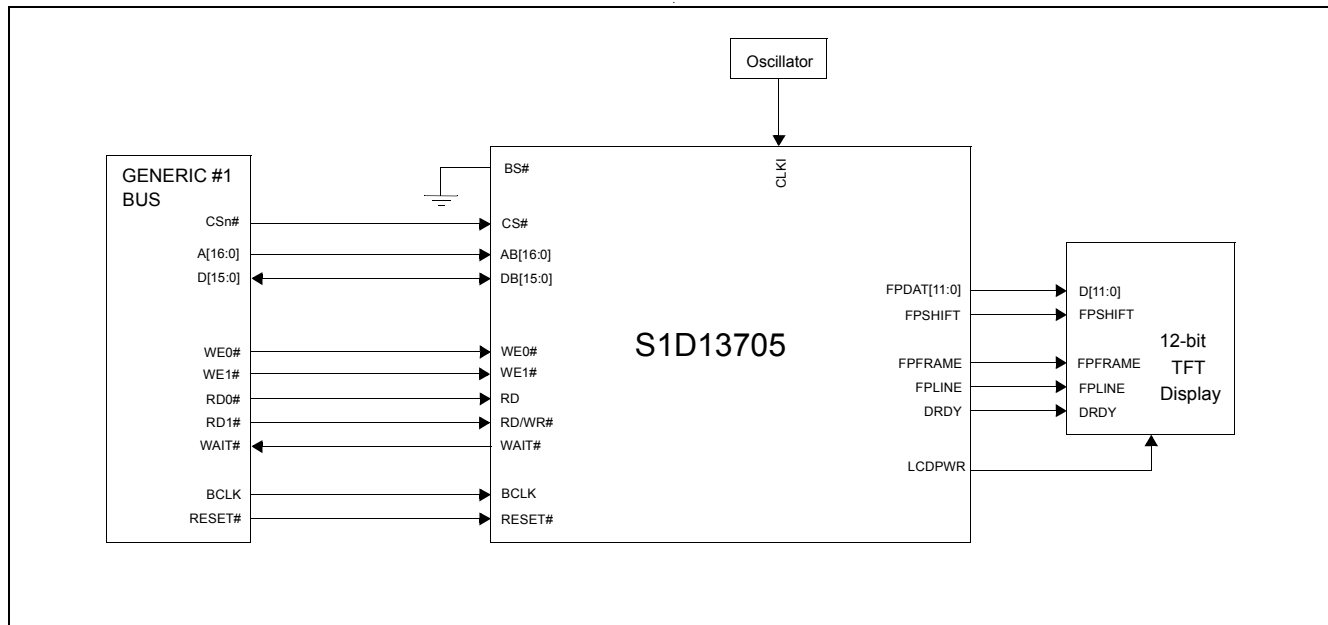 Oscillator
CLKI
GENERIC #1
BUS
CSn#
A[16:0]
D[15:0]
WE0#
WE1#
RD0#
RD1#
WAIT#
BCLK
RESET#
BS#
CS#
AB[16:0]
DB[15:0]
WE0#
WE1#
RD
RD/WR#
WAIT#
BCLK
RESET#
S1D13705
FPDAT[11:0]
FPSHIFT
FPFRAME
FPLINE
DRDY
LCDPWR
D[11:0]
FPSHIFT
FPFRAME
FPLINE
DRDY
12-bit
TFT
Display